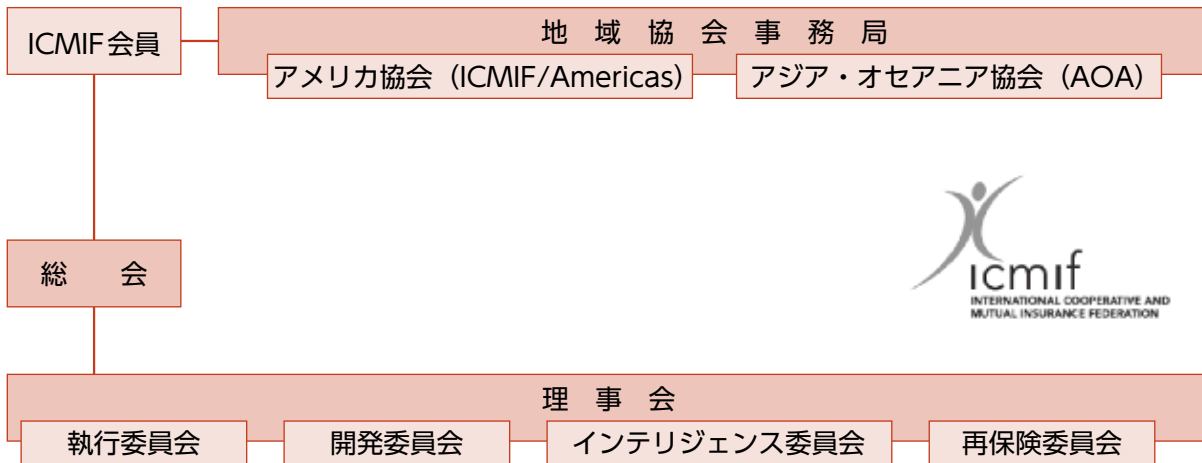 ICMIF会員
地 域 協 会 事 務 局
アメリカ協会（ICMIF/Americas）
アジア・オセアニア協会（AOA）
icmif
INTERNATIONAL COOPERATIVE AND
MUTUAL INSURANCE FEDERATION
総 会
理 事 会
執行委員会
開発委員会
インテリジェンス委員会
再保険委員会